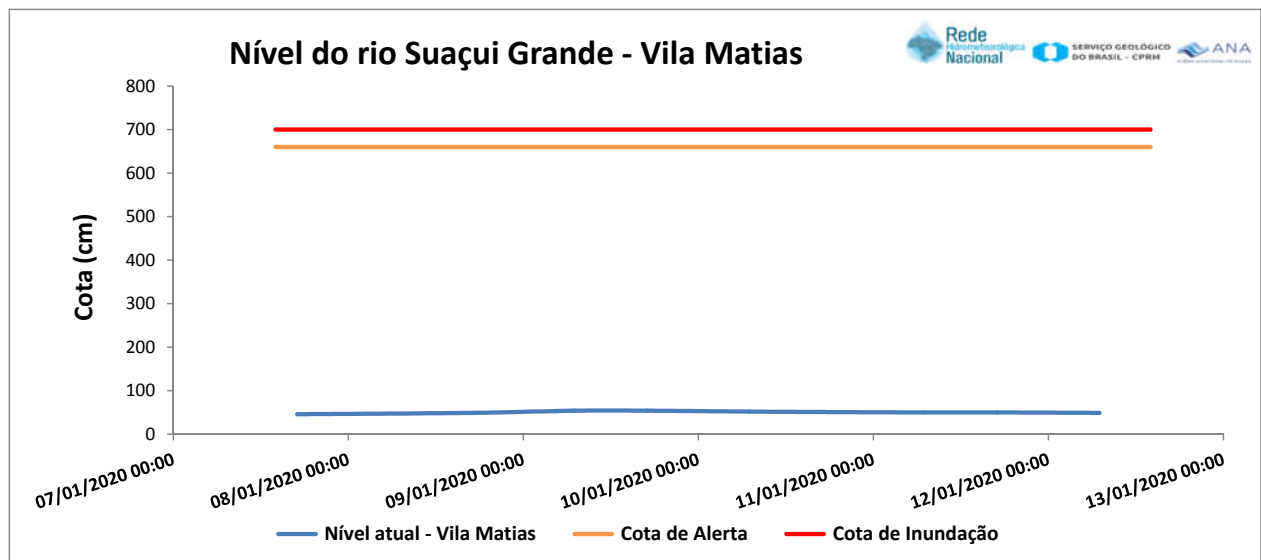 Nível do rio Suaçui Grande - Vila Matias
Rede
Hidrometeorológica
Nacional
SERVIÇO GEOLÓGICO
DO BRASIL – CPRM
ANA
Cota (cm)
800
700
600
500
400
300
200
100
0
07/01/2020 00:00
08/01/2020 00:00
09/01/2020 00:00
10/01/2020 00:00
11/01/2020 00:00
12/01/2020 00:00
13/01/2020 00:00
Nível atual - Vila Matias
Cota de Alerta
Cota de Inundação